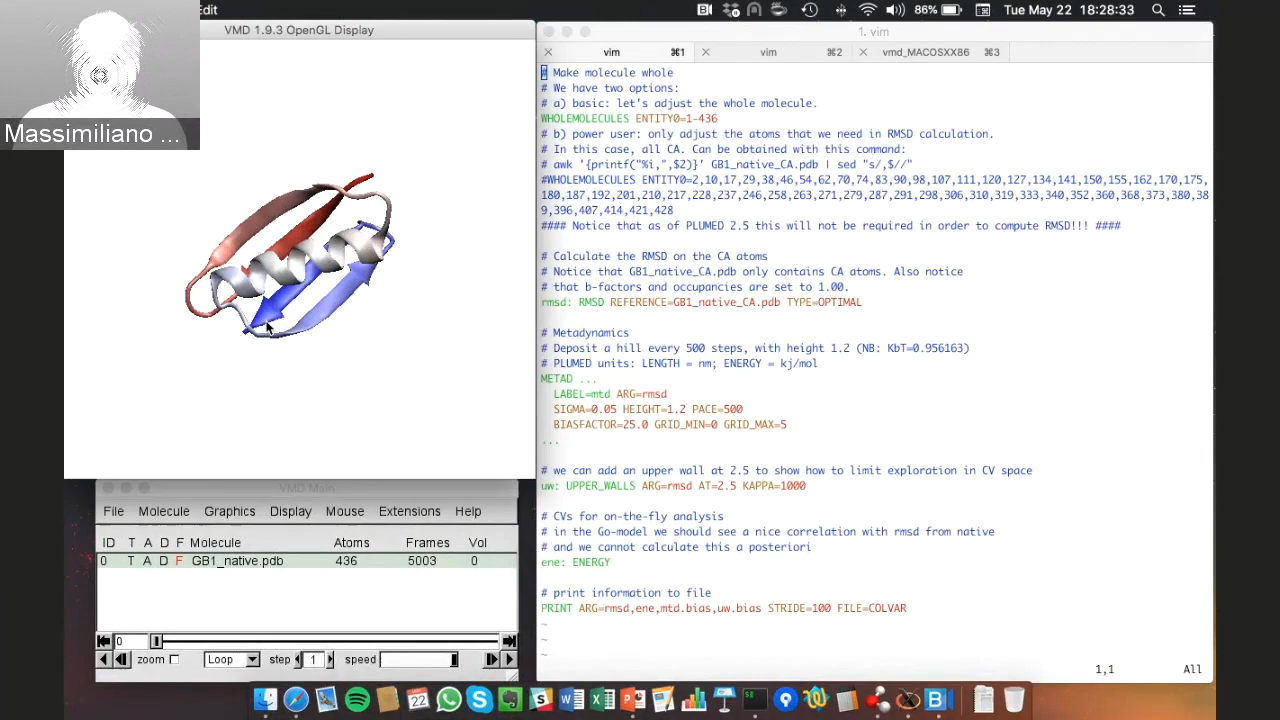 Edit
86%
Tue May 22 18:28:33
VMD 1.9.3 OpenGL Display
Massimiliano ...
1. vim
vim ⌘1
vim ⌘2
vmd_MACOSXX86 ⌘3
# Make molecule whole
# We have two options:
# a) basic: let's adjust the whole molecule.
WHOLEMOLECULES ENTITY0=1-436
# b) power user: only adjust the atoms that we need in RMSD calculation.
# In this case, all CA. Can be obtained with this command:
# awk '{printf("%i,",$2)}' GB1_native_CA.pdb | sed "s/,$//"
#WHOLEMOLECULES ENTITY0=2,10,17,29,38,46,54,62,70,74,83,90,98,107,111,120,127,134,141,150,155,162,170,175,
180,187,192,201,210,217,228,237,246,258,263,271,279,287,291,298,306,310,319,333,340,352,360,368,373,380,38
9,396,407,414,421,428
#### Notice that as of PLUMED 2.5 this will not be required in order to compute RMSD!!! ####
# Calculate the RMSD on the CA atoms
# Notice that GB1_native_CA.pdb only contains CA atoms. Also notice
# that b-factors and occupancies are set to 1.00.
rmsd: RMSD REFERENCE=GB1_native_CA.pdb TYPE=OPTIMAL
# Metadynamics
# Deposit a hill every 500 steps, with height 1.2 (NB: KbT=0.956163)
# PLUMED units: LENGTH = nm; ENERGY = kj/mol
METAD ...
LABEL=mtd ARG=rmsd
SIGMA=0.05 HEIGHT=1.2 PACE=500
BIASFACTOR=25.0 GRID_MIN=0 GRID_MAX=5
...
# we can add an upper wall at 2.5 to show how to limit exploration in CV space
uw: UPPER_WALLS ARG=rmsd AT=2.5 KAPPA=1000
# CVs for on-the-fly analysis
# in the Go-model we should see a nice correlation with rmsd from native
# and we cannot calculate this a posteriori
ene: ENERGY
# print information to file
PRINT ARG=rmsd,ene,mtd.bias,uw.bias STRIDE=100 FILE=COLVAR
~
~
~
1,1 All
VMD Main
File Molecule Graphics Display Mouse Extensions Help
ID T A D F Molecule Atoms Frames Vol
0 T A D F GB1_native.pdb 436 5003 0
0
zoom Loop step 1 speed
22